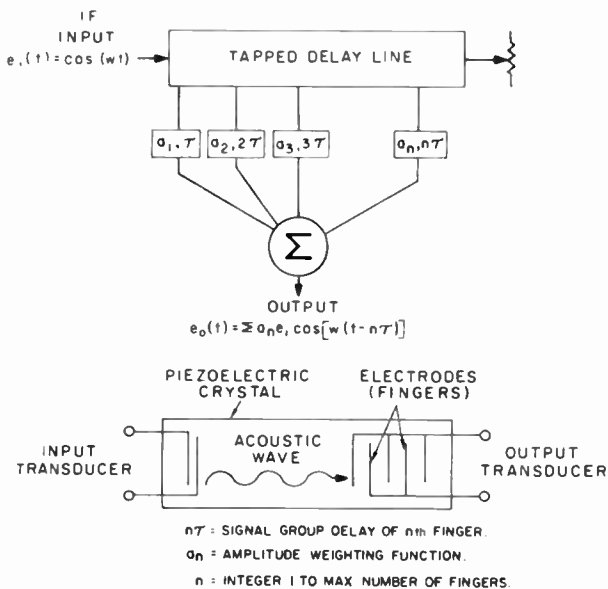 IF
INPUT
e₁(t)=cos(wt)
TAPPED DELAY LINE
a₁,τ
a₂,2τ
a₃,3τ
aₙ,nτ
Σ
OUTPUT
e₀(t)=Σaₙe₁cos[w(t-nτ)]
PIEZOELECTRIC
CRYSTAL
ELECTRODES
(FINGERS)
INPUT
TRANSDUCER
ACOUSTIC
WAVE
OUTPUT
TRANSDUCER
nτ = SIGNAL GROUP DELAY OF nth FINGER.
aₙ = AMPLITUDE WEIGHTING FUNCTION.
n = INTEGER 1 TO MAX NUMBER OF FINGERS.